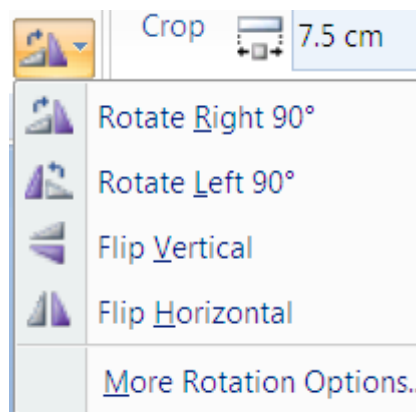 Crop 7.5 cm
Rotate Right 90°
Rotate Left 90°
Flip Vertical
Flip Horizontal
More Rotation Options..